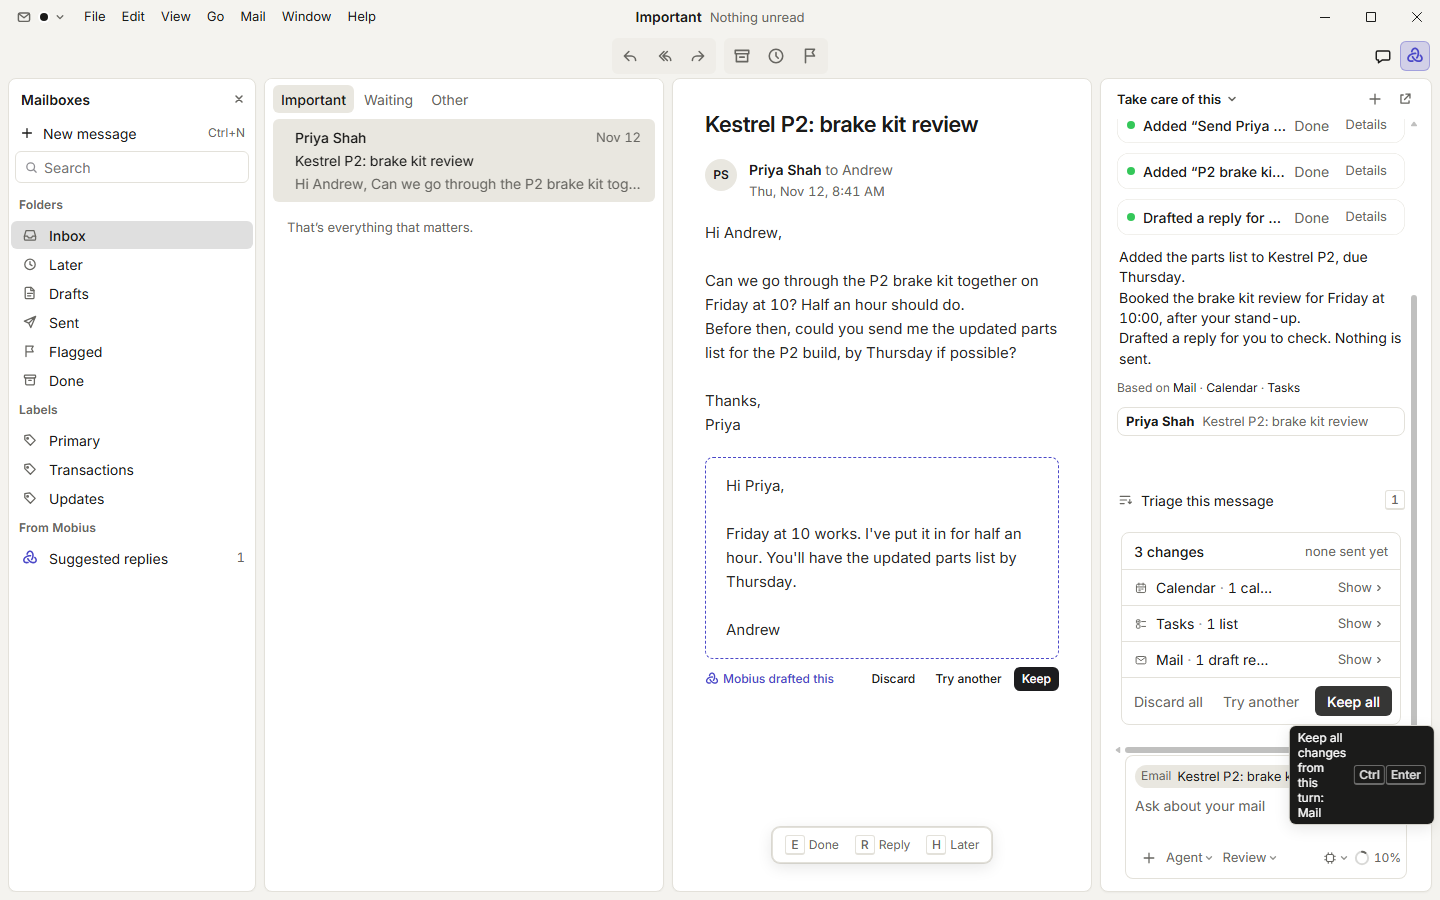 File Edit View Go Mail Window Help
Important Nothing unread
Mailboxes
New message Ctrl+N
Search
Folders
Inbox
Later
Drafts
Sent
Flagged
Done
Labels
Primary
Transactions
Updates
From Mobius
Suggested replies 1
Important Waiting Other
Priya Shah Nov 12
Kestrel P2: brake kit review
Hi Andrew, Can we go through the P2 brake kit tog...
That's everything that matters.
Kestrel P2: brake kit review
PS
Priya Shah to Andrew
Thu, Nov 12, 8:41 AM
Hi Andrew,
Can we go through the P2 brake kit together on
Friday at 10? Half an hour should do.
Before then, could you send me the updated parts
list for the P2 build, by Thursday if possible?
Thanks,
Priya
Hi Priya,
Friday at 10 works. I've put it in for half an
hour. You'll have the updated parts list by
Thursday.
Andrew
Mobius drafted this Discard Try another Keep
E Done R Reply H Later
Take care of this
Added “Send Priya ... Done Details
Added “P2 brake ki... Done Details
Drafted a reply for ... Done Details
Added the parts list to Kestrel P2, due
Thursday.
Booked the brake kit review for Friday at
10:00, after your stand-up.
Drafted a reply for you to check. Nothing is
sent.
Based on Mail · Calendar · Tasks
Priya Shah Kestrel P2: brake kit review
Triage this message 1
3 changes none sent yet
Calendar · 1 cal... Show ›
Tasks · 1 list Show ›
Mail · 1 draft re... Show ›
Discard all Try another Keep all
Keep all
changes
from
this
turn:
Mail
Ctrl Enter
Email Kestrel P2: brake
Ask about your mail
Agent Review 10%